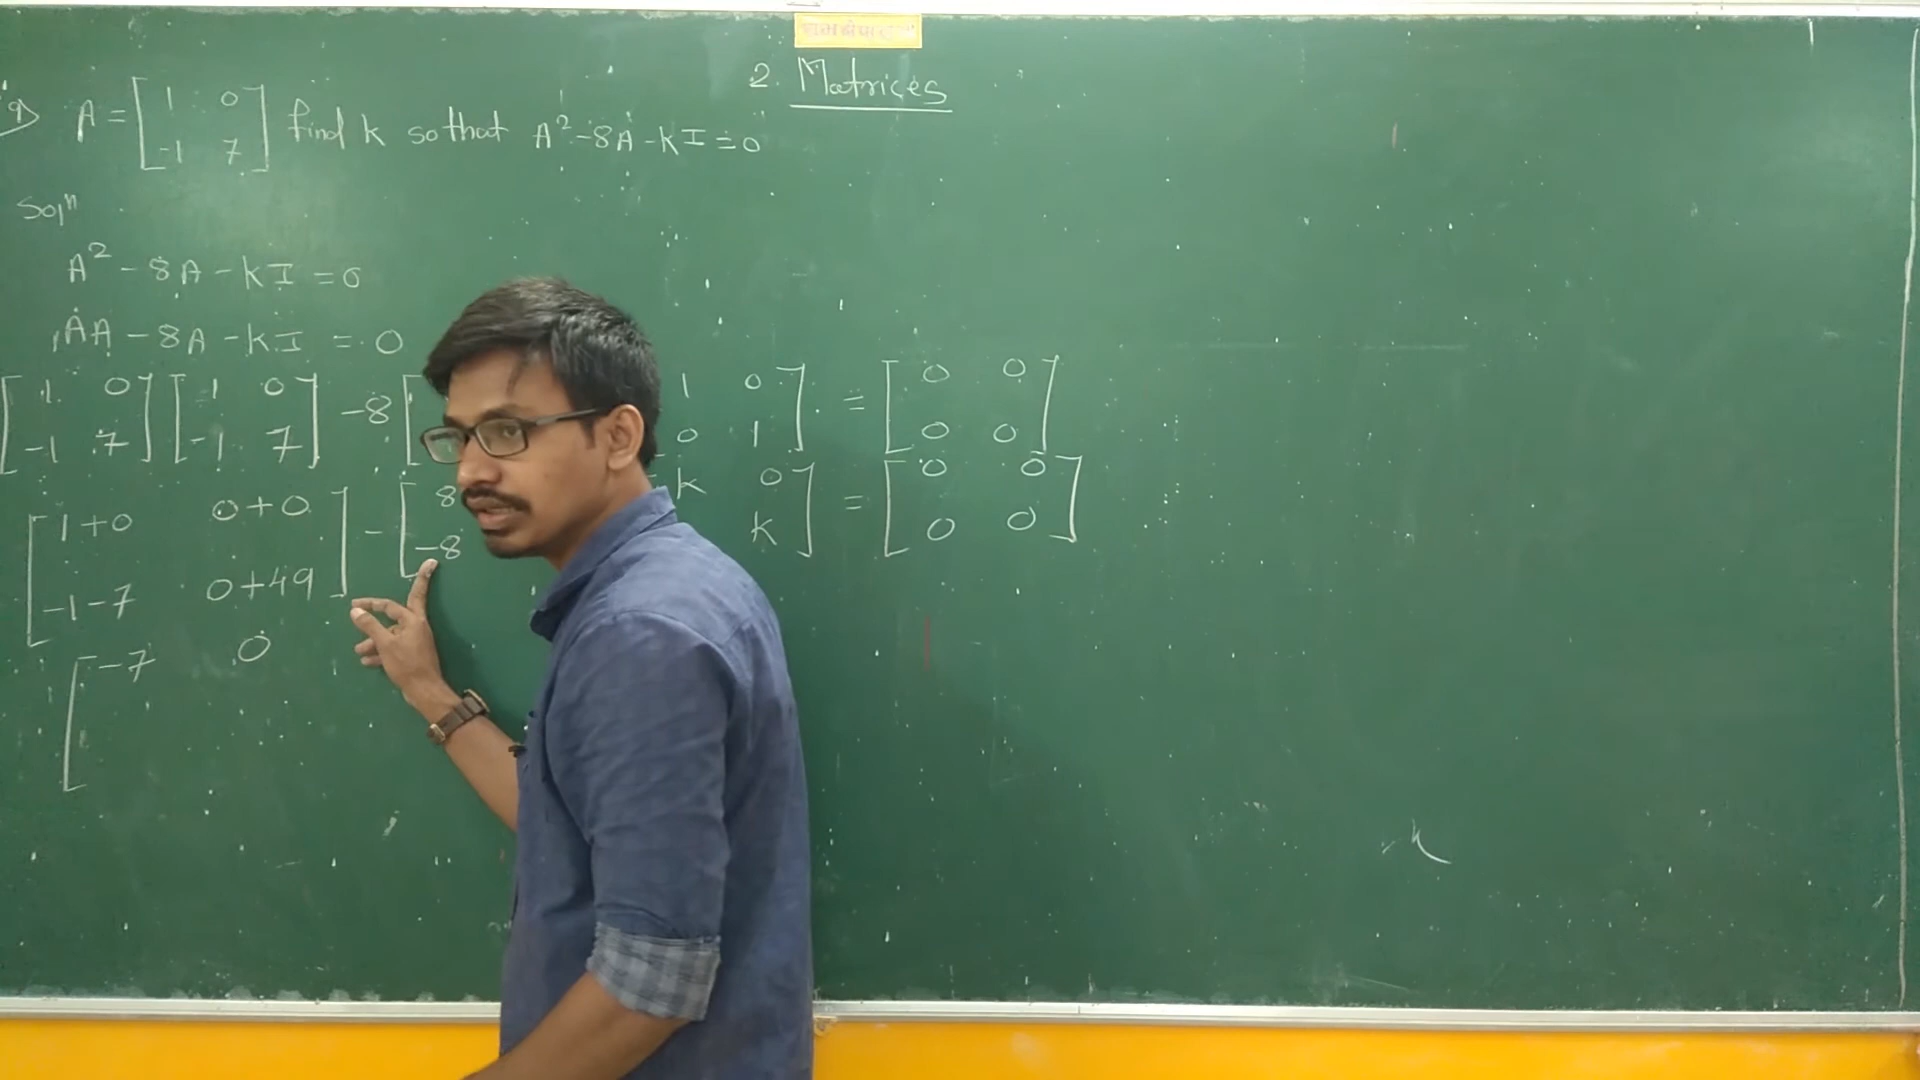 2. Matrices
9) A = [1 0 -1 7] find k so that A² - 8A - kI = 0
Solⁿ
A² - 8A - kI = 0
AA - 8A - kI = 0
[1 0 -1 7] [1 0 -1 7] - 8 [ 1 0 0 1] = [0 0 0 0]
[1+0 0+0 -1-7 0+49] - [8 -8 k 0 k] = [0 0 0 0]
[-7 0